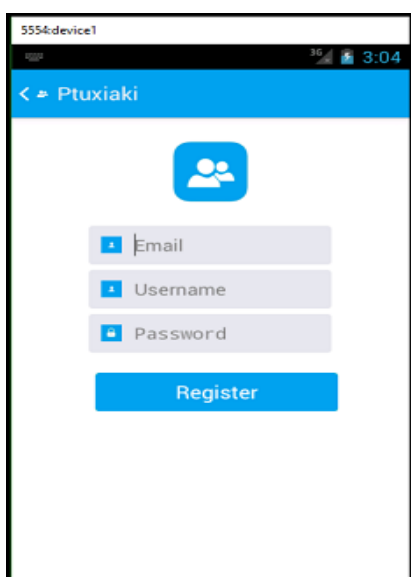 5554:device1
3G 3:04
Ptuxiaki
Email
Username
Password
Register